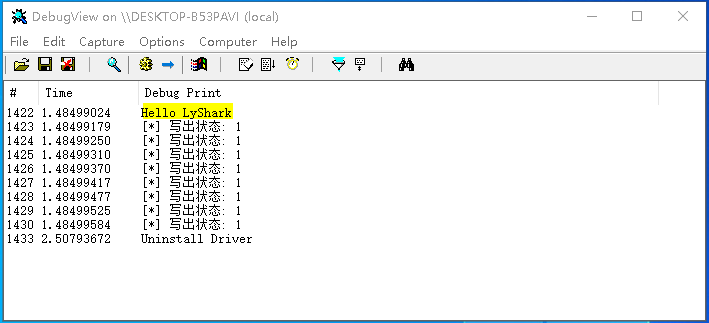 DebugView on \\DESKTOP-B53PAVI (local)
File Edit Capture Options Computer Help
# Time Debug Print
1422 1.48499024 Hello LyShark
1423 1.48499179 [*] 写出状态: 1
1424 1.48499250 [*] 写出状态: 1
1425 1.48499310 [*] 写出状态: 1
1426 1.48499370 [*] 写出状态: 1
1427 1.48499417 [*] 写出状态: 1
1428 1.48499477 [*] 写出状态: 1
1429 1.48499525 [*] 写出状态: 1
1430 1.48499584 [*] 写出状态: 1
1433 2.50793672 Uninstall Driver